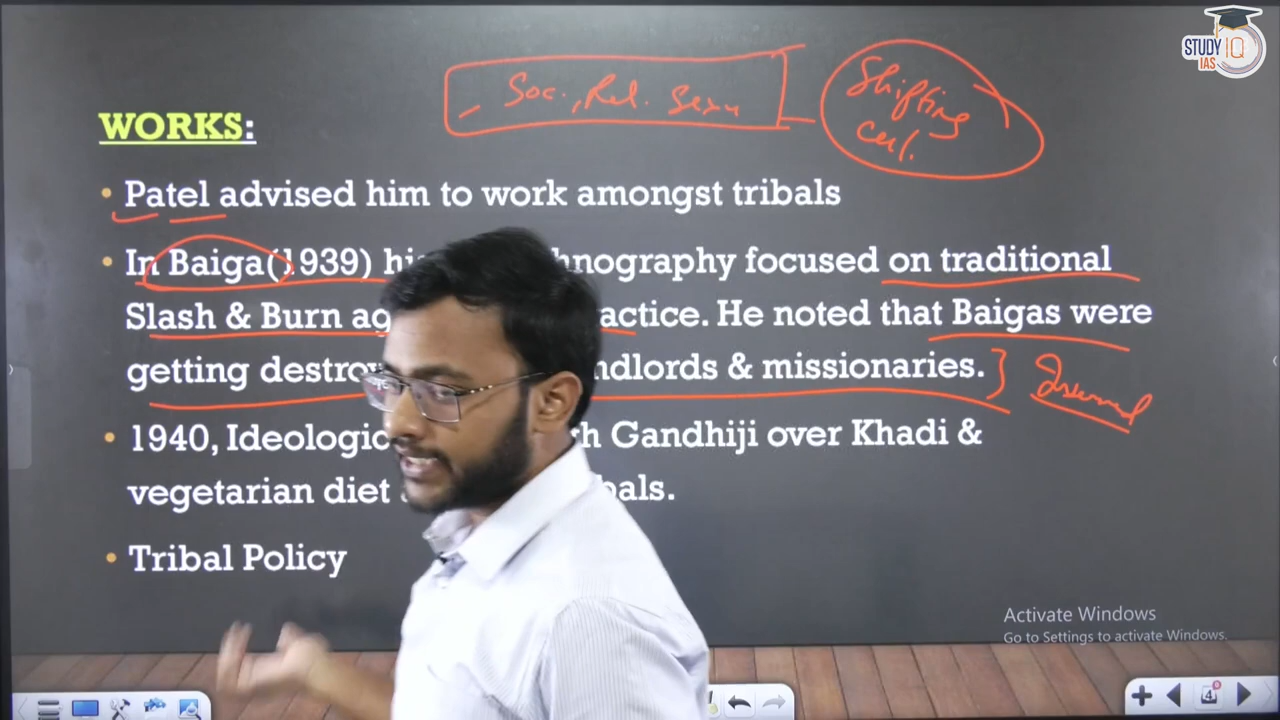 STUDY IQ
IAS
Soc., Rel.
Shifting
Cul.
WORKS:
• Patel advised him to work amongst tribals
• In Baiga(1939) hnography focused on traditional
Slash & Burn ag actice. He noted that Baigas were
getting destro ndlords & missionaries.
• 1940, Ideologic h Gandhiji over Khadi &
vegetarian diet bals.
• Tribal Policy
Activate Windows
Go to Settings to activate Windows.
4